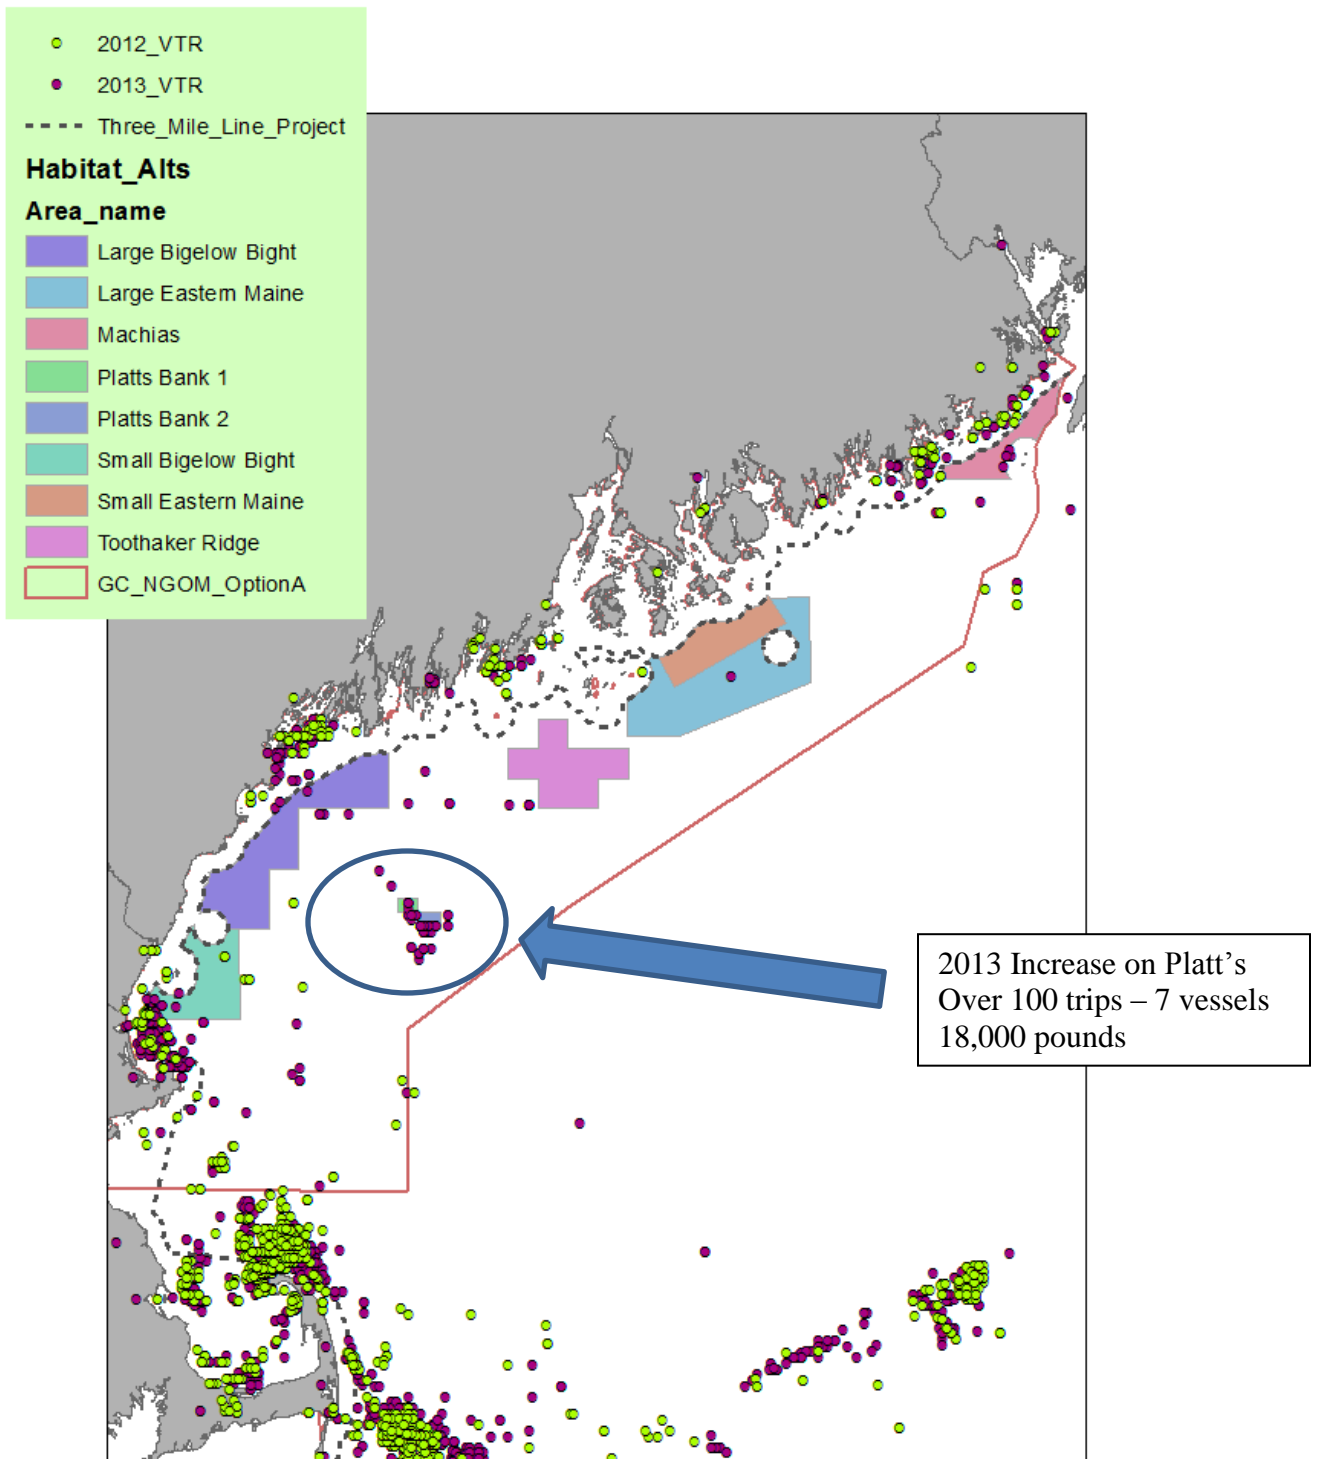 2012_VTR
2013_VTR
Three_Mile_Line_Project
Habitat_Alts
Area_name
Large Bigelow Bight
Large Eastern Maine
Machias
Platts Bank 1
Platts Bank 2
Small Bigelow Bight
Small Eastern Maine
Toothaker Ridge
GC_NGOM_OptionA
2013 Increase on Platt’s
Over 100 trips – 7 vessels
18,000 pounds